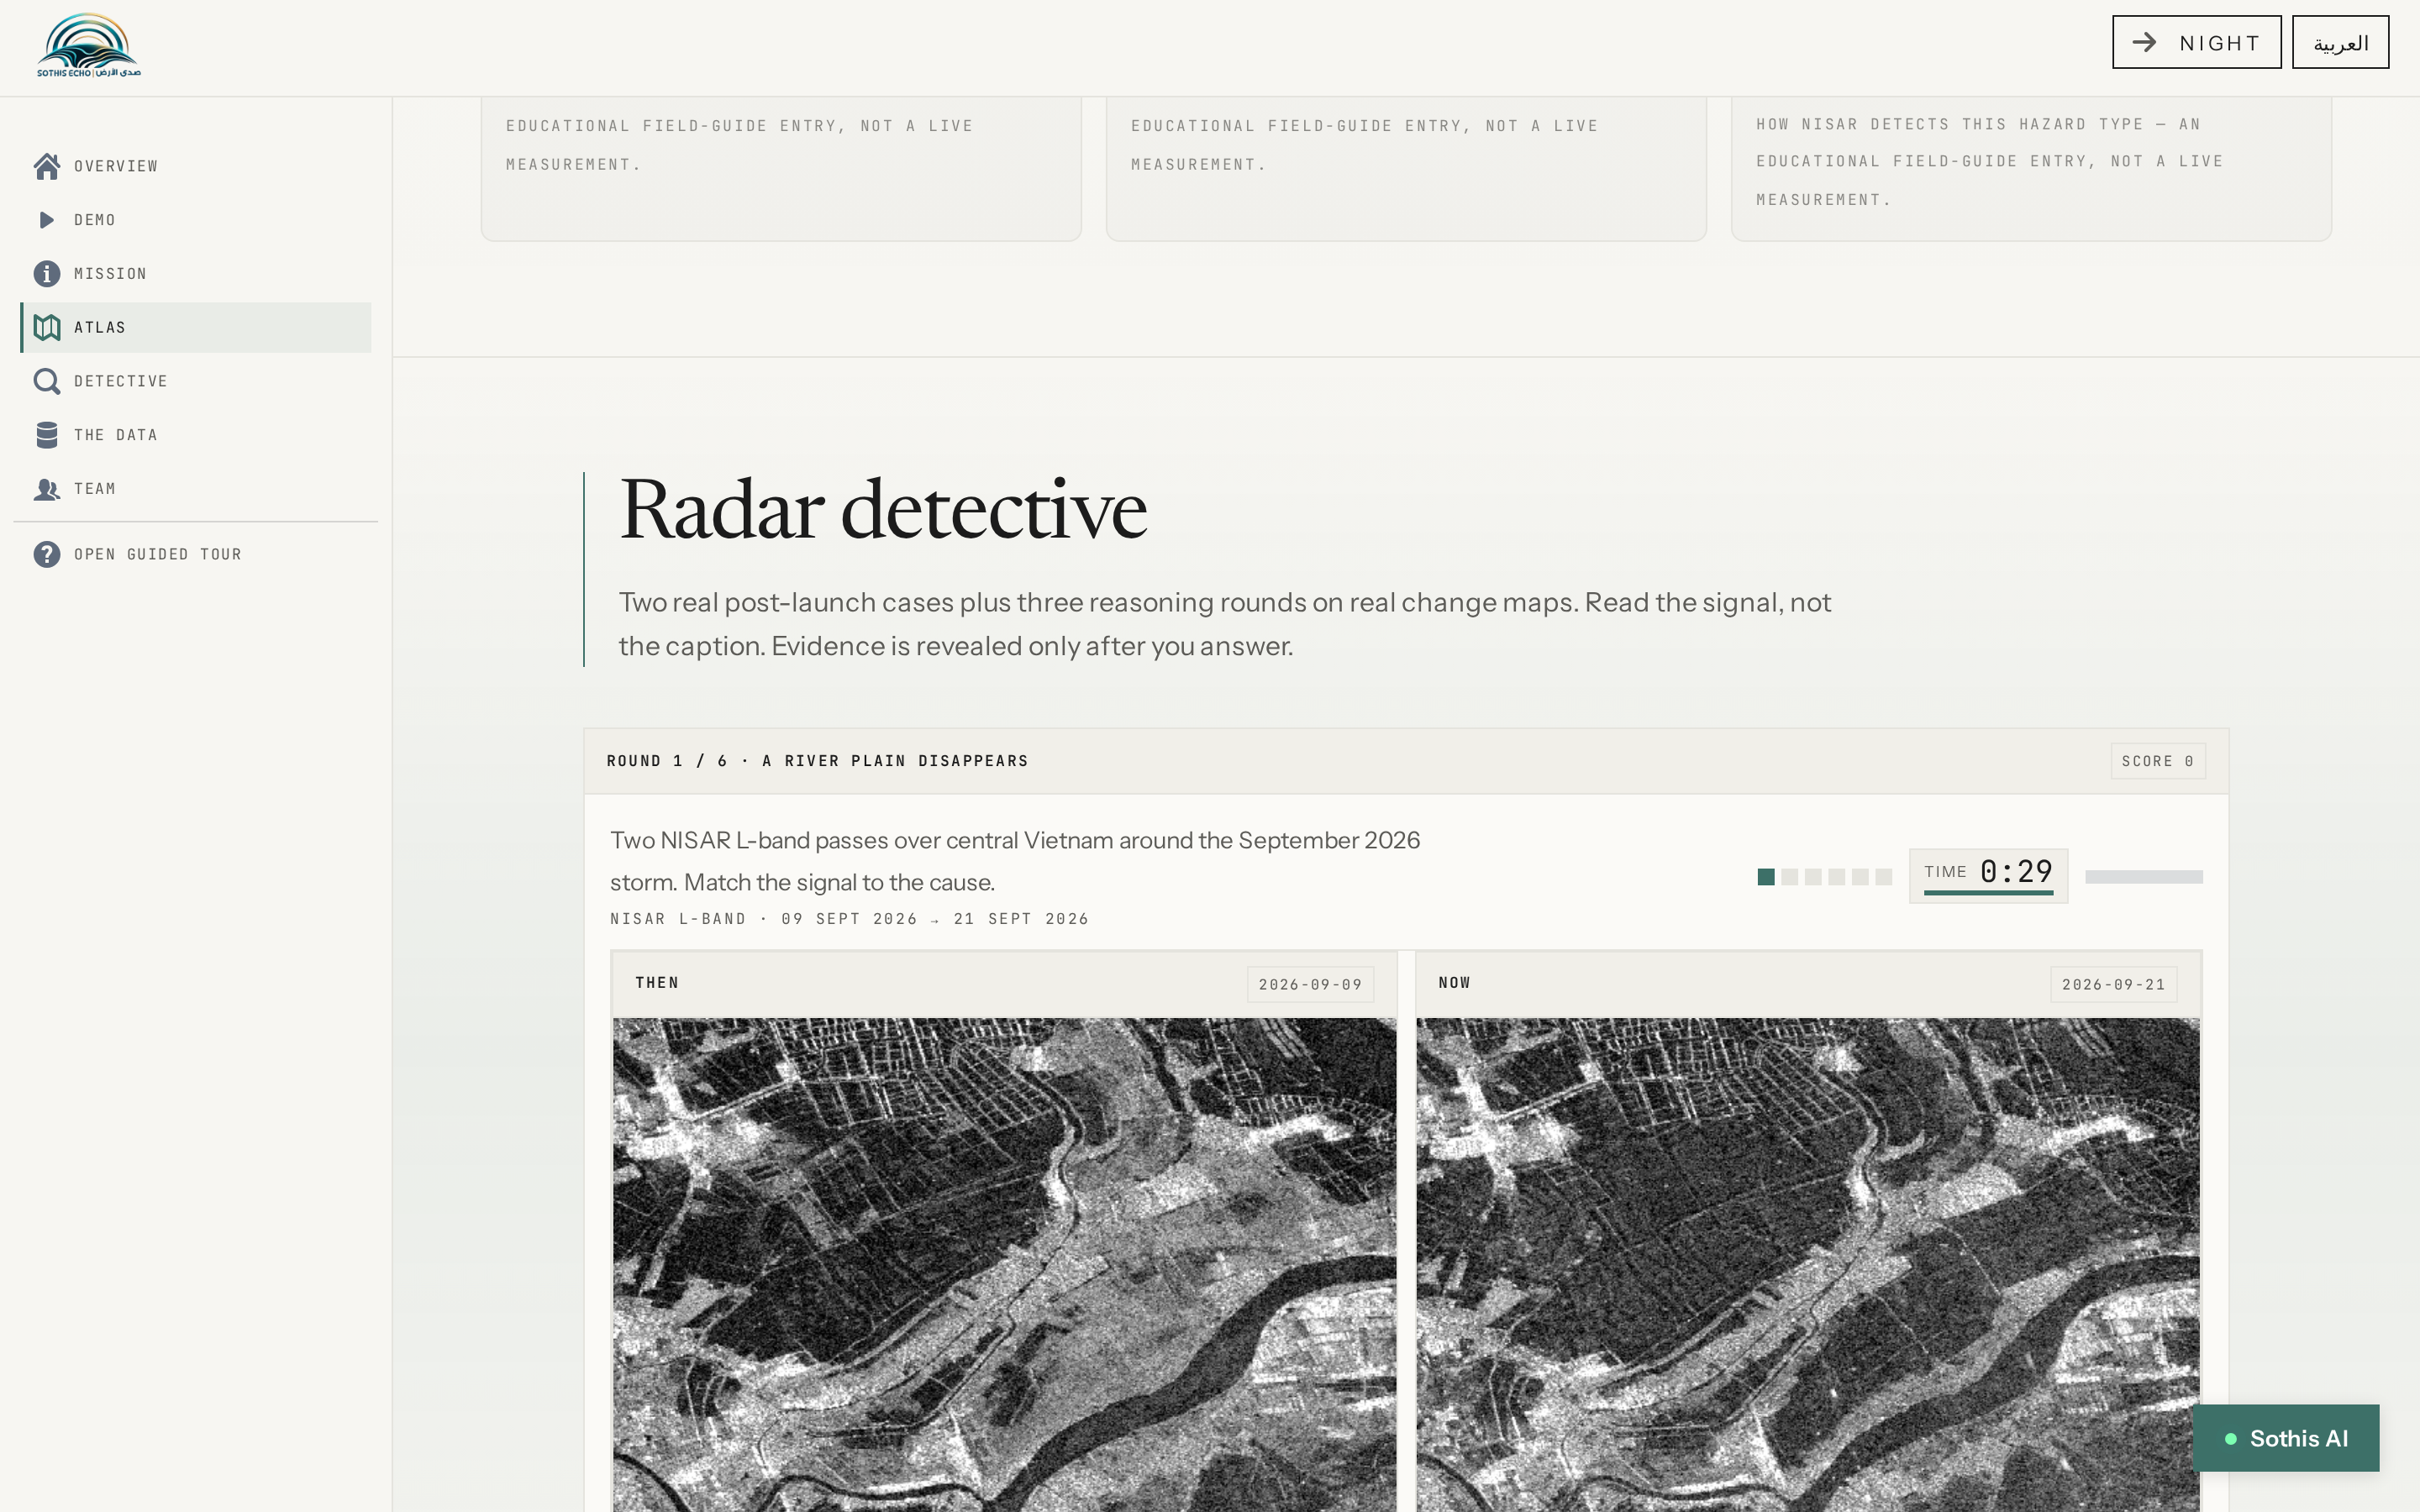 SOTHIS ECHO | صدى الأرض
NIGHT
العربية
OVERVIEW
DEMO
MISSION
ATLAS
DETECTIVE
THE DATA
TEAM
OPEN GUIDED TOUR
EDUCATIONAL FIELD-GUIDE ENTRY, NOT A LIVE
MEASUREMENT.
EDUCATIONAL FIELD-GUIDE ENTRY, NOT A LIVE
MEASUREMENT.
HOW NISAR DETECTS THIS HAZARD TYPE — AN
EDUCATIONAL FIELD-GUIDE ENTRY, NOT A LIVE
MEASUREMENT.
Radar detective
Two real post-launch cases plus three reasoning rounds on real change maps. Read the signal, not
the caption. Evidence is revealed only after you answer.
ROUND 1 / 6 · A RIVER PLAIN DISAPPEARS
SCORE 0
Two NISAR L-band passes over central Vietnam around the September 2026
storm. Match the signal to the cause.
NISAR L-BAND · 09 SEPT 2026 → 21 SEPT 2026
TIME 0:29
THEN
2026-09-09
NOW
2026-09-21
Sothis AI